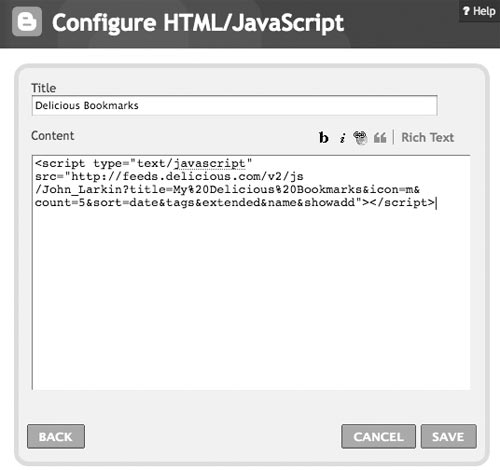 Configure HTML/JavaScript
? Help
Title
Delicious Bookmarks
Content
b i Rich Text
<script type="text/javascript"
src="http://feeds.delicious.com/v2/js
/John_Larkin?title=My%20Delicious%20Bookmarks&icon=m&
count=5&sort=date&tags&extended&name&showadd"></script>
BACK
CANCEL
SAVE